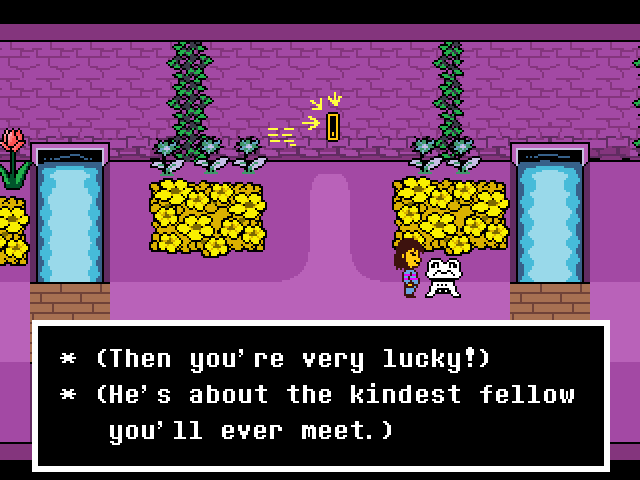 * (Then you're very lucky!)
* (He's about the kindest fellow
you'll ever meet.)